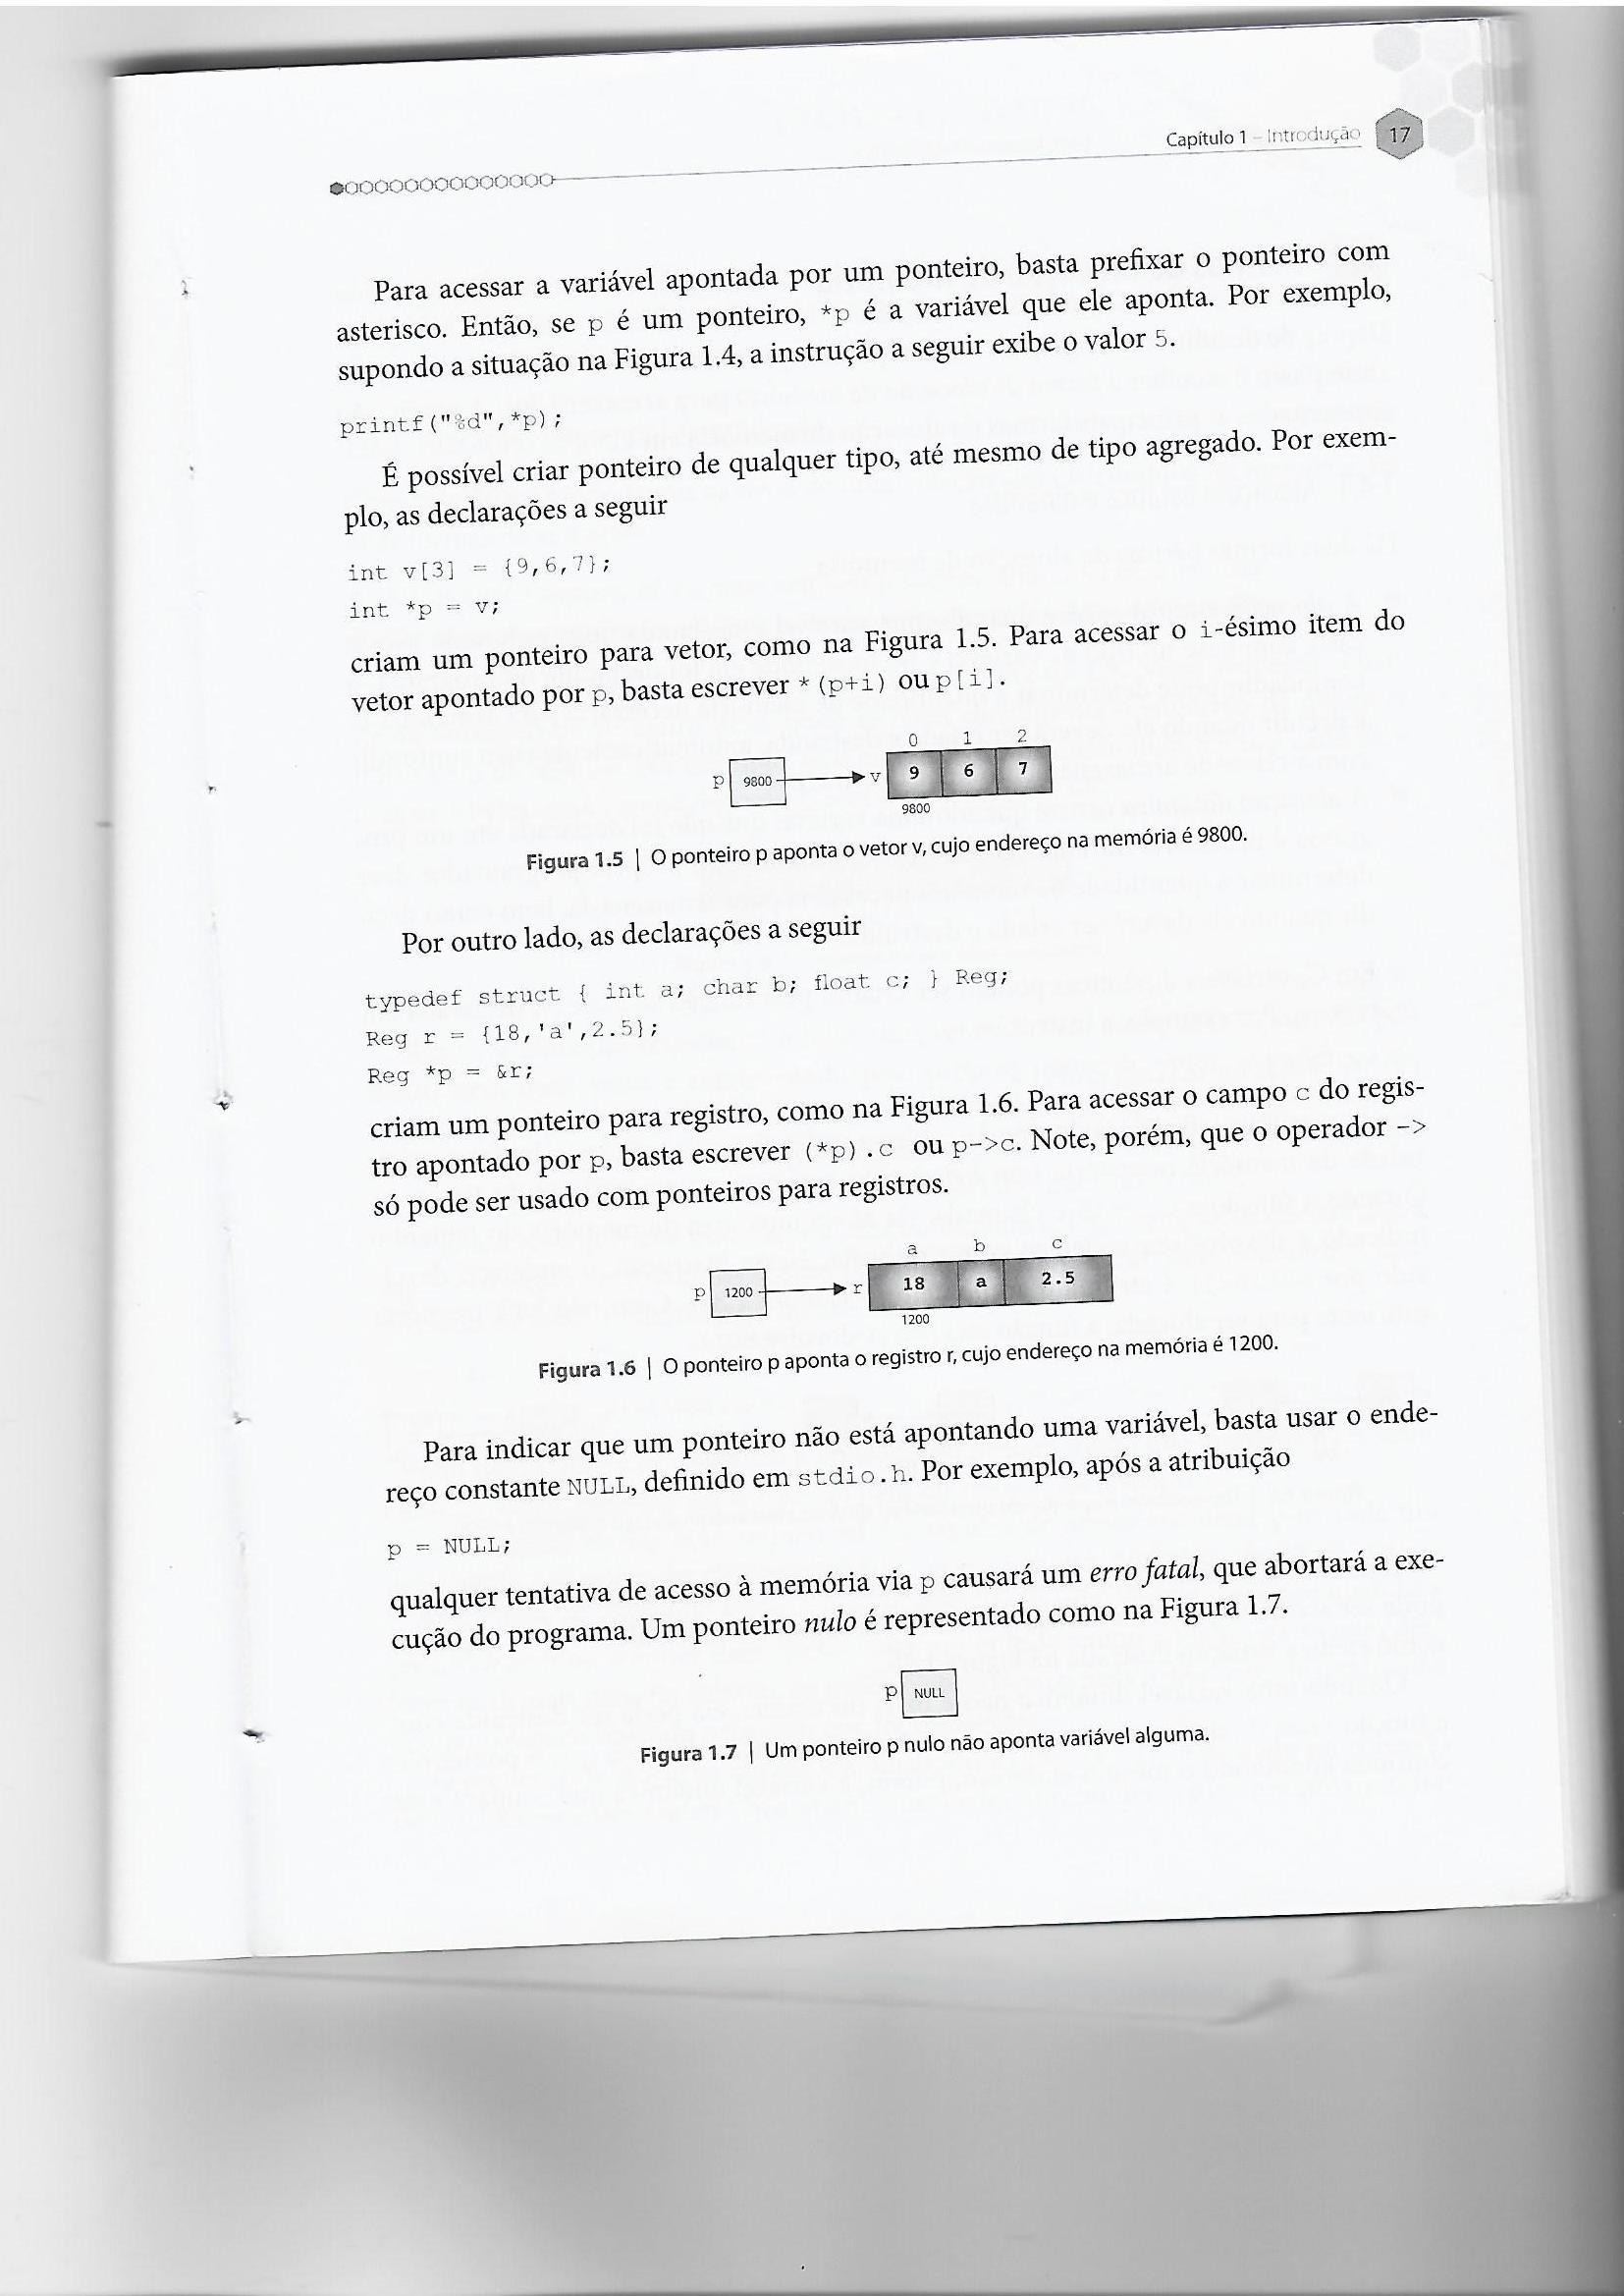 Capítulo 1 – Introdução 17
Para acessar a variável apontada por um ponteiro, basta prefixar o ponteiro com
asterisco. Então, se p é um ponteiro, *p é a variável que ele aponta. Por exemplo,
supondo a situação na Figura 1.4, a instrução a seguir exibe o valor 5.
printf("%d",*p);
É possível criar ponteiro de qualquer tipo, até mesmo de tipo agregado. Por exem-
plo, as declarações a seguir
int v[3] = {9,6,7};
int *p = v;
criam um ponteiro para vetor, como na Figura 1.5. Para acessar o i-ésimo item do
vetor apontado por p, basta escrever *(p+i) ou p[i].
0 1 2
p 9800 v 9 6 7
9800
Figura 1.5 | O ponteiro p aponta o vetor v, cujo endereço na memória é 9800.
Por outro lado, as declarações a seguir
typedef struct { int a; char b; float c; } Reg;
Reg r = {18,'a',2.5};
Reg *p = &r;
criam um ponteiro para registro, como na Figura 1.6. Para acessar o campo c do regis-
tro apontado por p, basta escrever (*p).c ou p->c. Note, porém, que o operador ->
só pode ser usado com ponteiros para registros.
a b c
p 1200 r 18 a 2.5
1200
Figura 1.6 | O ponteiro p aponta o registro r, cujo endereço na memória é 1200.
Para indicar que um ponteiro não está apontando uma variável, basta usar o ende-
reço constante NULL, definido em stdio.h. Por exemplo, após a atribuição
p = NULL;
qualquer tentativa de acesso à memória via p causará um erro fatal, que abortará a exe-
cução do programa. Um ponteiro nulo é representado como na Figura 1.7.
p NULL
Figura 1.7 | Um ponteiro p nulo não aponta variável alguma.